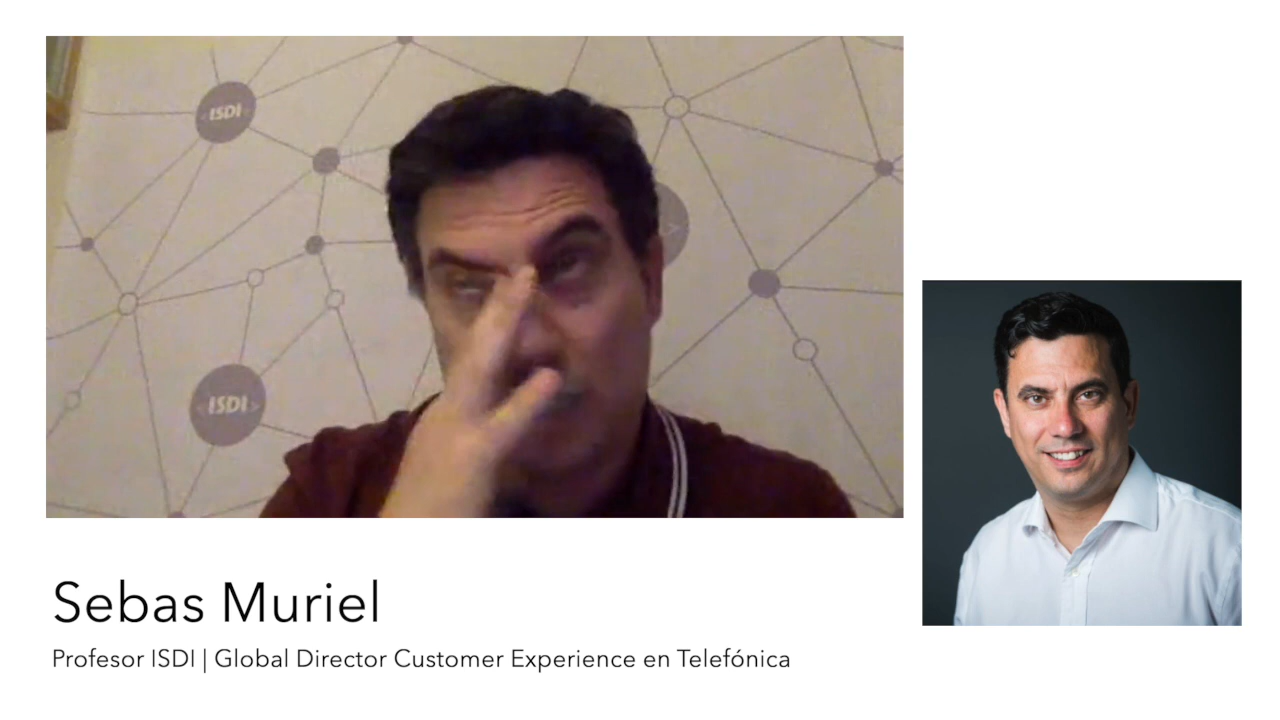 ISDI
ISDI
Sebas Muriel
Profesor ISDI | Global Director Customer Experience en Telefónica